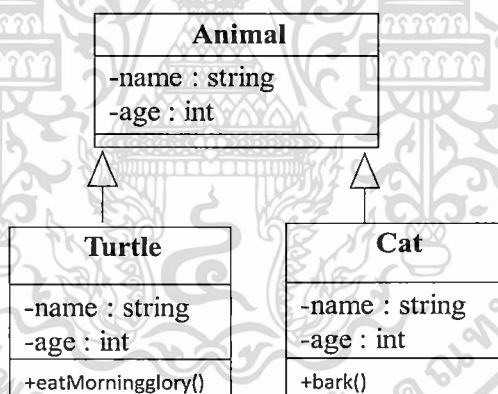 Animal
-name : string
-age : int
Turtle
-name : string
-age : int
+eatMorningglory()
Cat
-name : string
-age : int
+bark()